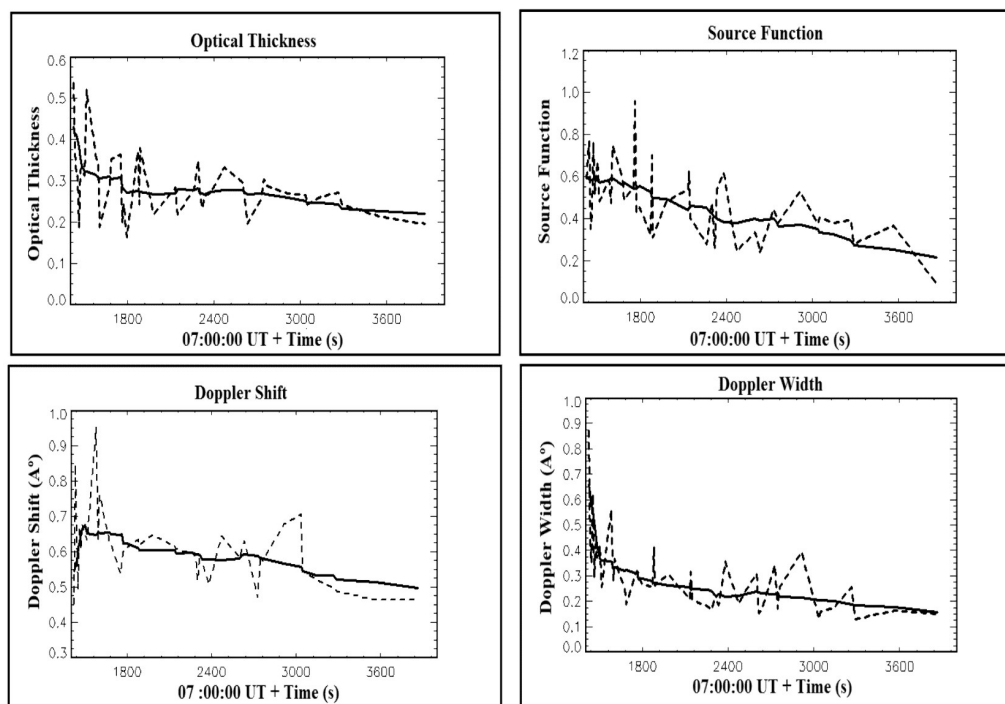 Optical Thickness
Optical Thickness
0.6
0.5
0.4
0.3
0.2
0.1
0.0
1800 2400 3000 3600
07:00:00 UT + Time (s)
Source Function
Source Function
1.2
1.0
0.8
0.6
0.4
0.2
0.0
1800 2400 3000 3600
07:00:00 UT + Time (s)
Doppler Shift
Doppler Shift (Aº)
1.0
0.9
0.8
0.7
0.6
0.5
0.4
0.3
1800 2400 3000 3600
07 :00:00 UT + Time (s)
Doppler Width
Doppler Width (Aº)
1.0
0.9
0.8
0.7
0.6
0.5
0.4
0.3
0.2
0.1
0.0
1800 2400 3000 3600
07:00:00 UT + Time (s)